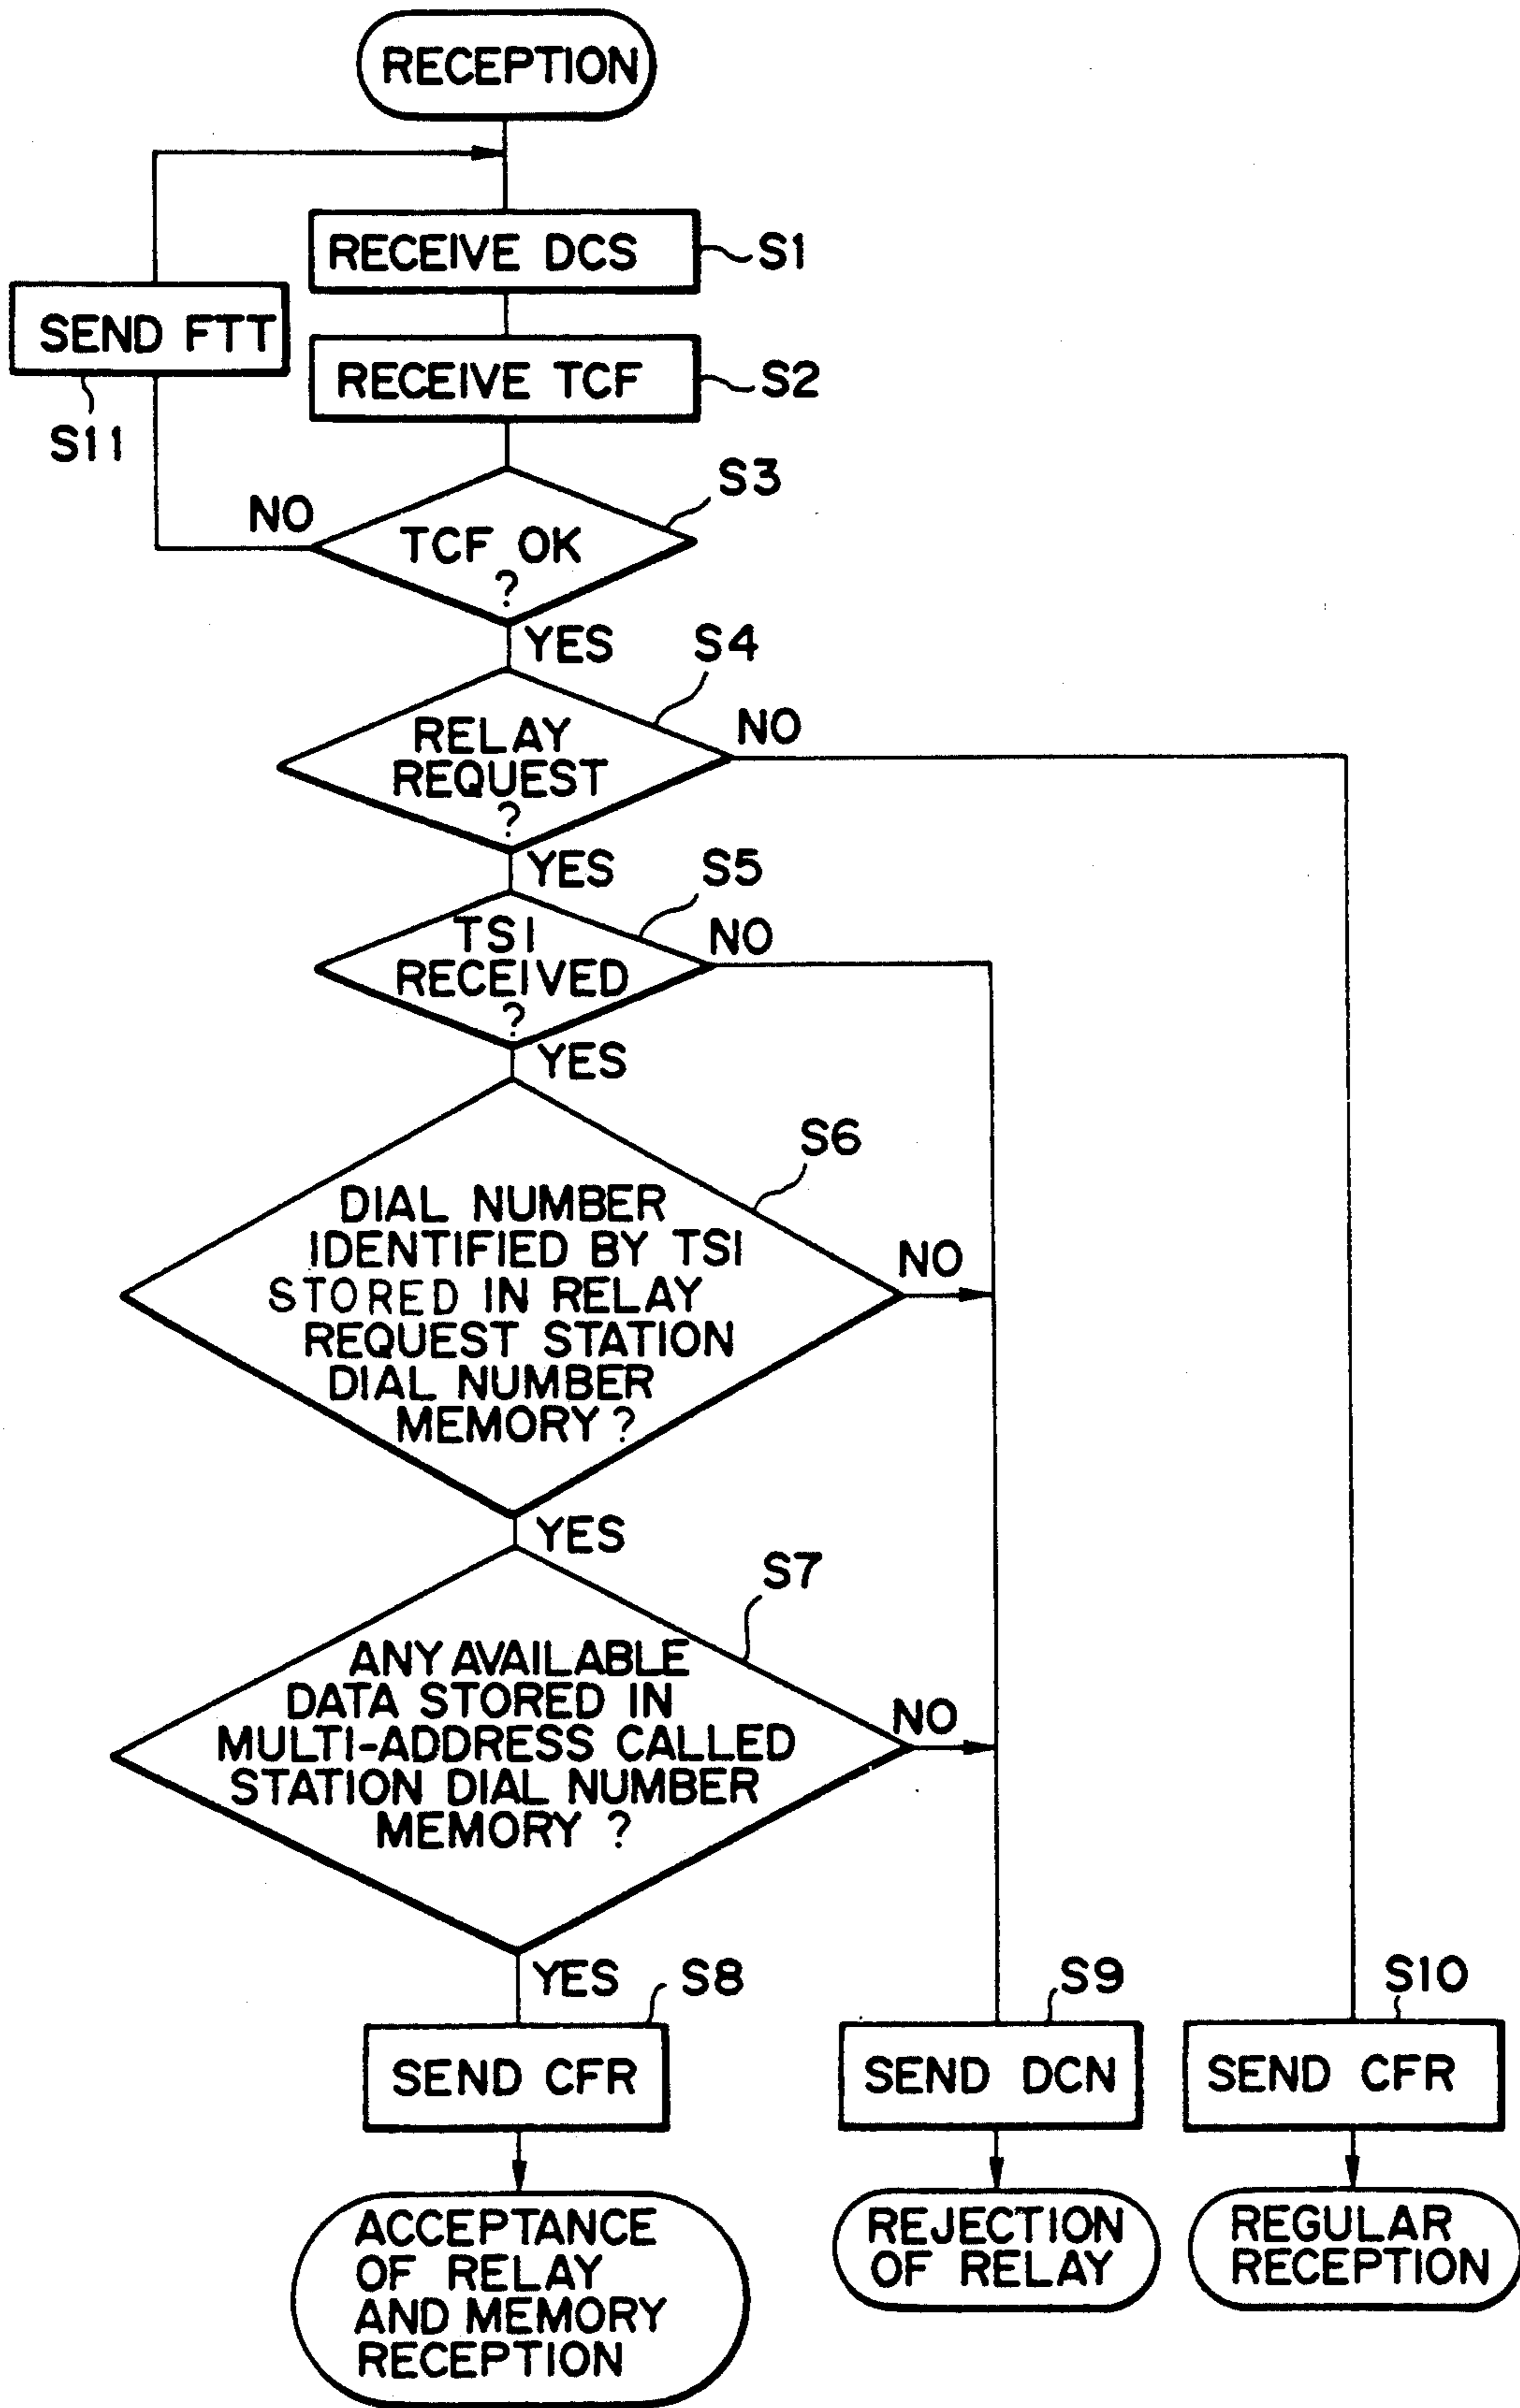 RECEPTION
RECEIVE DCS
S1
SEND FTT
S11
RECEIVE TCF
S2
S3
NO
TCF OK
?
YES
S4
RELAY
REQUEST
?
NO
YES
S5
TSI
RECEIVED
?
NO
YES
S6
DIAL NUMBER
IDENTIFIED BY TSI
STORED IN RELAY
REQUEST STATION
DIAL NUMBER
MEMORY ?
NO
YES
S7
ANY AVAILABLE
DATA STORED IN
MULTI-ADDRESS CALLED
STATION DIAL NUMBER
MEMORY ?
NO
YES
S8
S9
S10
SEND CFR
SEND DCN
SEND CFR
ACCEPTANCE
OF RELAY
AND MEMORY
RECEPTION
REJECTION
OF RELAY
REGULAR
RECEPTION